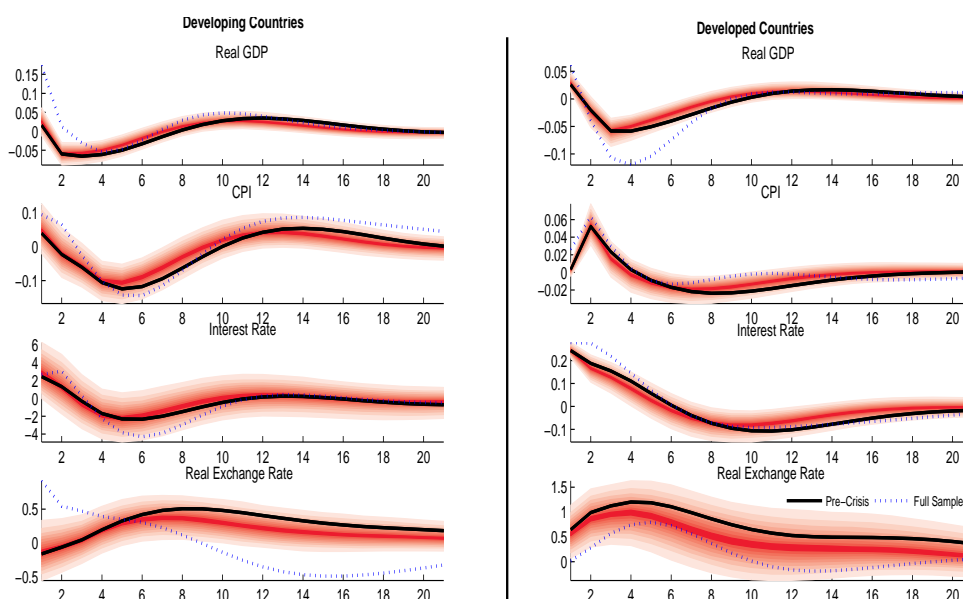 Developing Countries
Real GDP
0.15
0.1
0.05
0
−0.05
2 4 6 8 10 12 14 16 18 20
CPI
0.1
0
−0.1
2 4 6 8 10 12 14 16 18 20
Interest Rate
6
4
2
0
−2
−4
2 4 6 8 10 12 14 16 18 20
Real Exchange Rate
0.5
0
−0.5
2 4 6 8 10 12 14 16 18 20
Developed Countries
Real GDP
0.05
0
−0.05
−0.1
2 4 6 8 10 12 14 16 18 20
CPI
0.06
0.04
0.02
0
−0.02
2 4 6 8 10 12 14 16 18 20
Interest Rate
0.2
0.1
0
−0.1
2 4 6 8 10 12 14 16 18 20
Real Exchange Rate
1.5
1
0.5
0
Pre−Crisis Full Sample
2 4 6 8 10 12 14 16 18 20